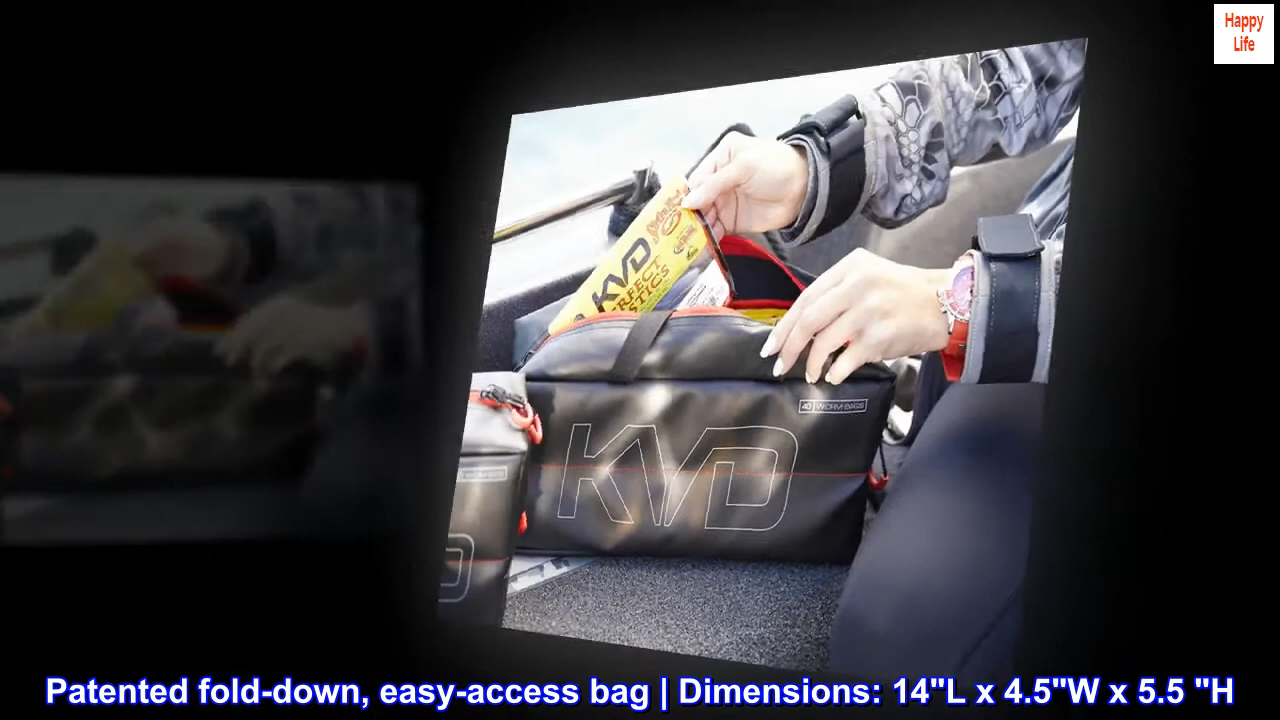 Happy
Life
KVD
PERFECT
PLASTICS
40 WORM BAGS
KVD
Patented fold-down, easy-access bag | Dimensions: 14"L x 4.5"W x 5.5 "H